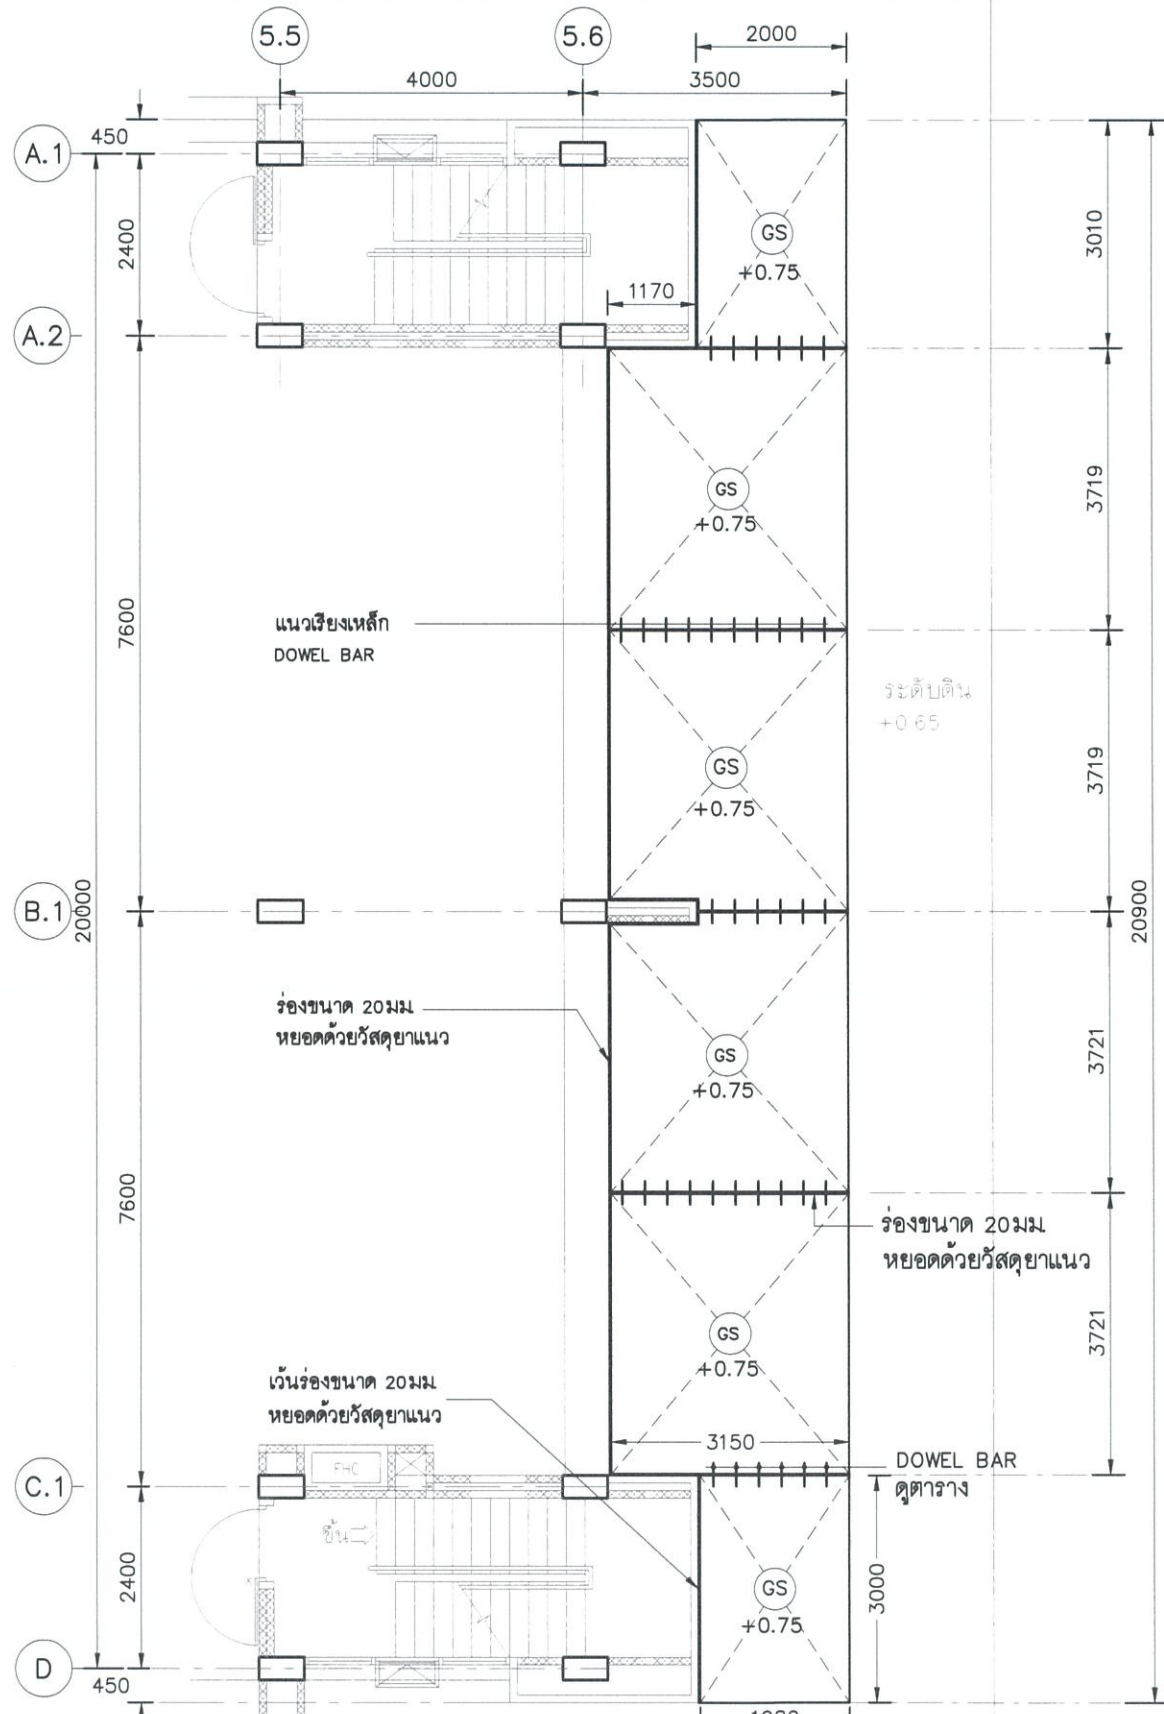 5.5
5.6
2000
4000
3500
450
A.1
2400
GS
+0.75
3010
1170
A.2
GS
+0.75
3719
7600
แนวเรียงเหล็ก
DOWEL BAR
ระดับดิน
+0.65
GS
+0.75
3719
B.1
20000
20900
ร่องขนาด 20มม.
หยอดด้วยวัสดุยาแนว
GS
+0.75
3721
7600
ร่องขนาด 20มม.
หยอดด้วยวัสดุยาแนว
GS
+0.75
3721
เว้นร่องขนาด 20มม.
หยอดด้วยวัสดุยาแนว
3150
FHC
DOWEL BAR
ดูตาราง
C.1
ขึ้น
2400
GS
+0.75
3000
D
450